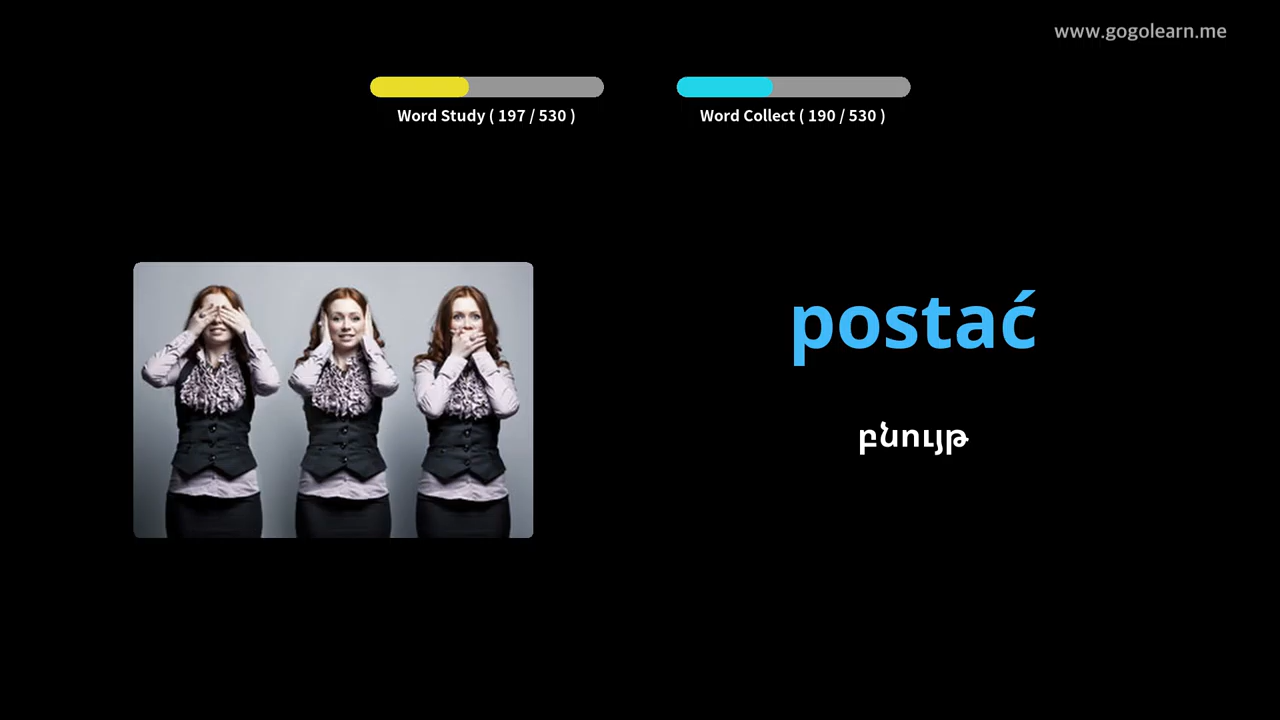 www.gogolearn.me
Word Study ( 197 / 530 )
Word Collect ( 190 / 530 )
postać
բնույթ